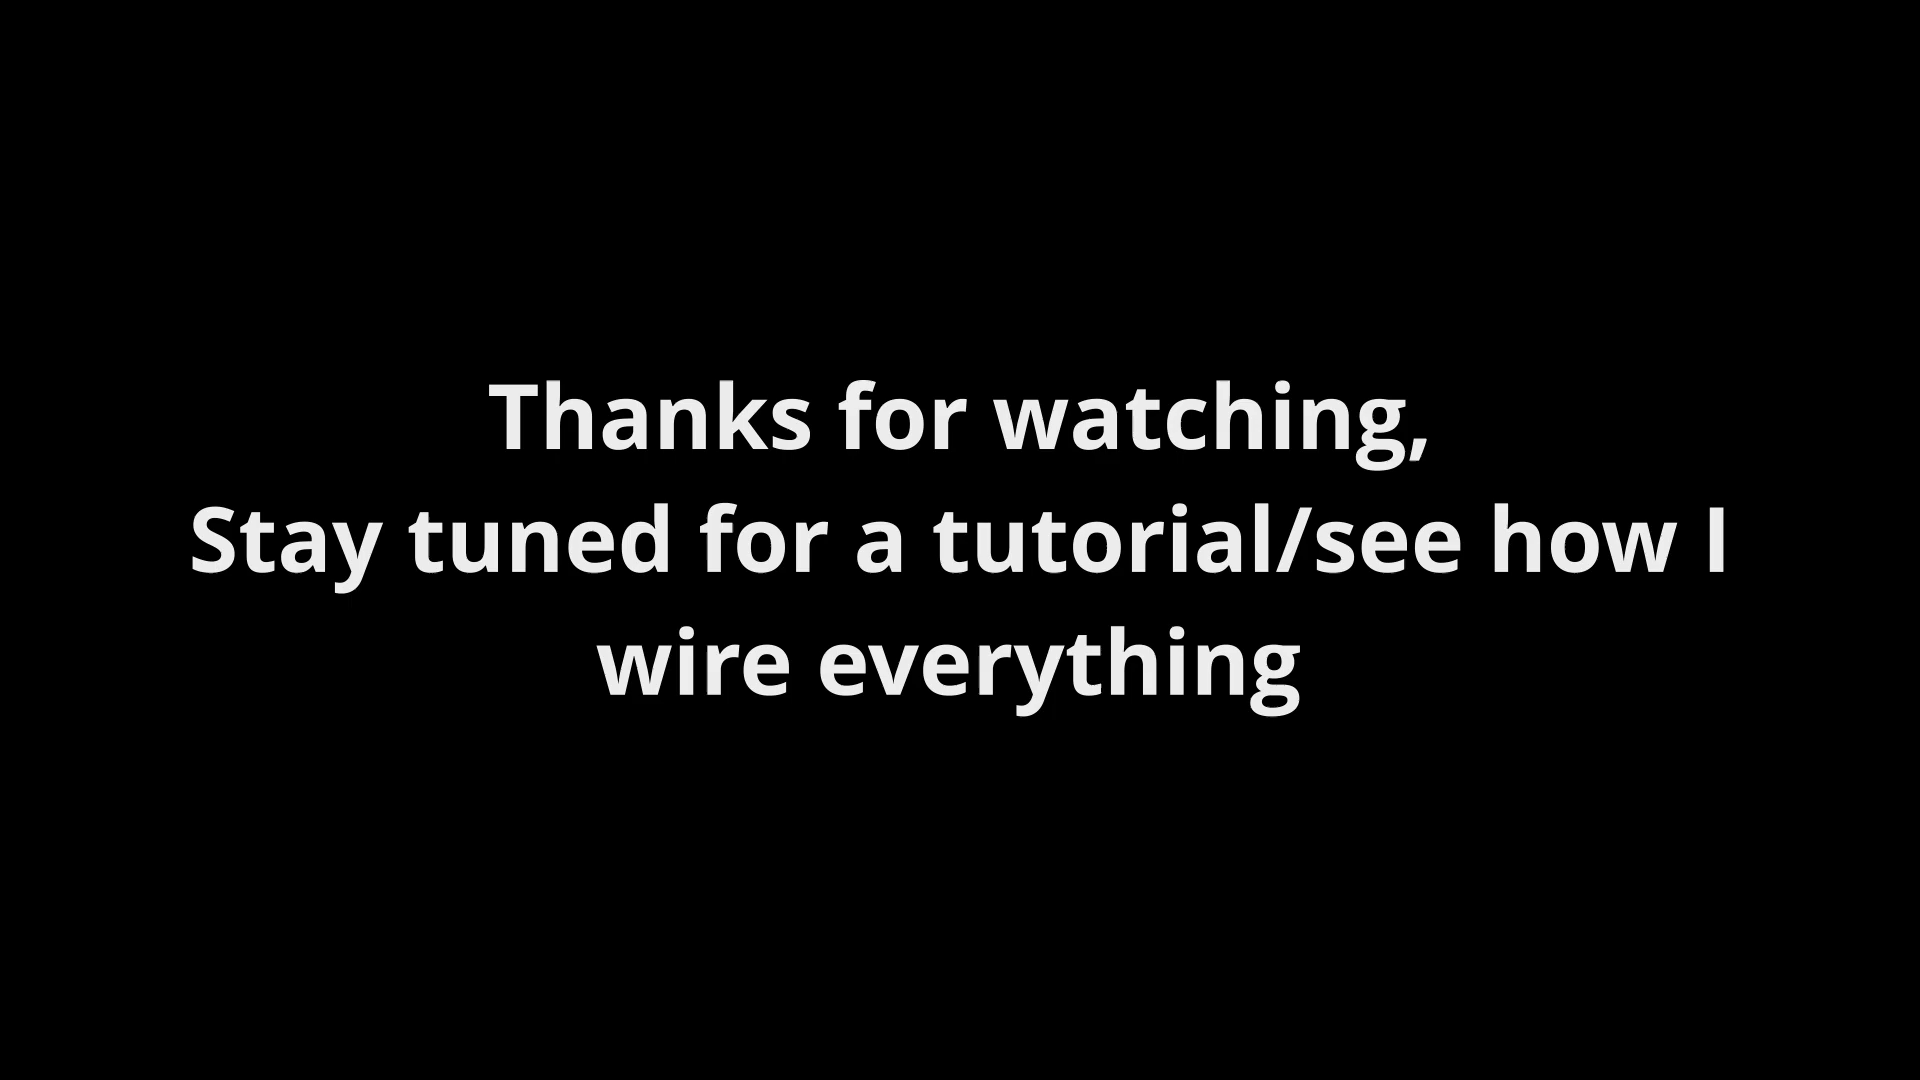 Thanks for watching,
Stay tuned for a tutorial/see how I
wire everything